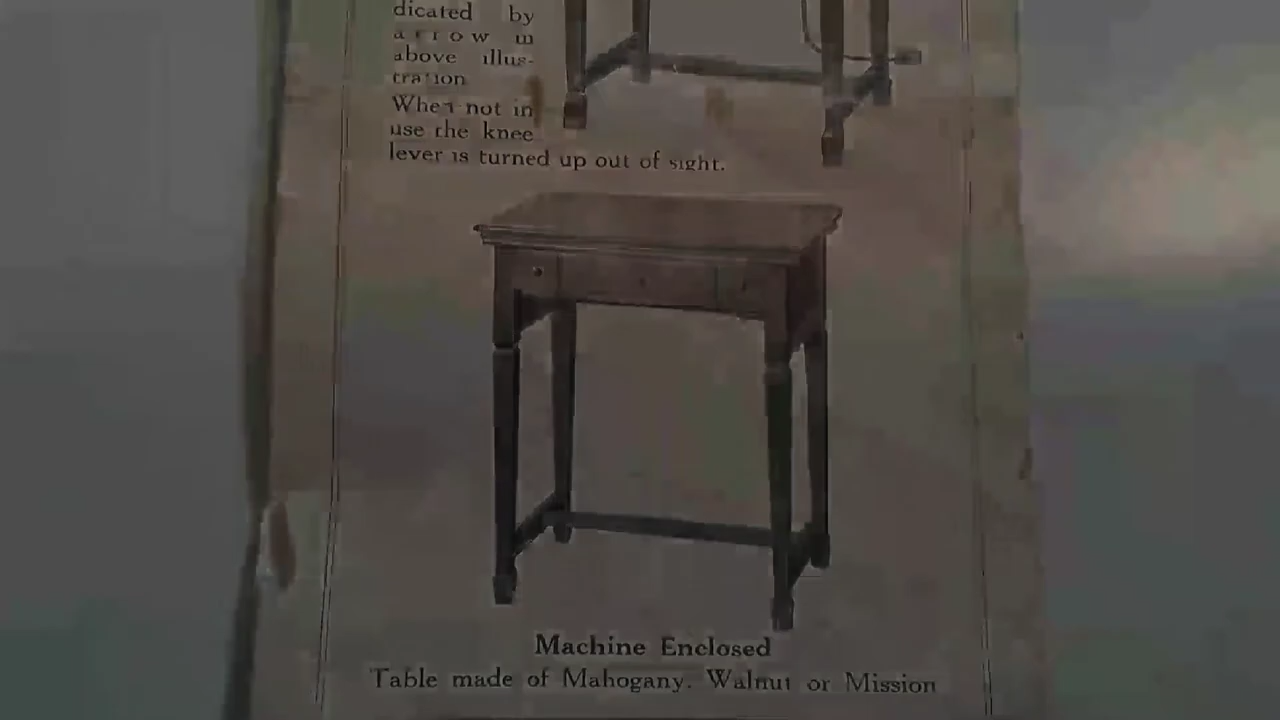 dicated by
arrow in
above illus-
tration
When not in
use the knee
lever is turned up out of sight.
Machine Enclosed
Table made of Mahogany. Walnut or Mission